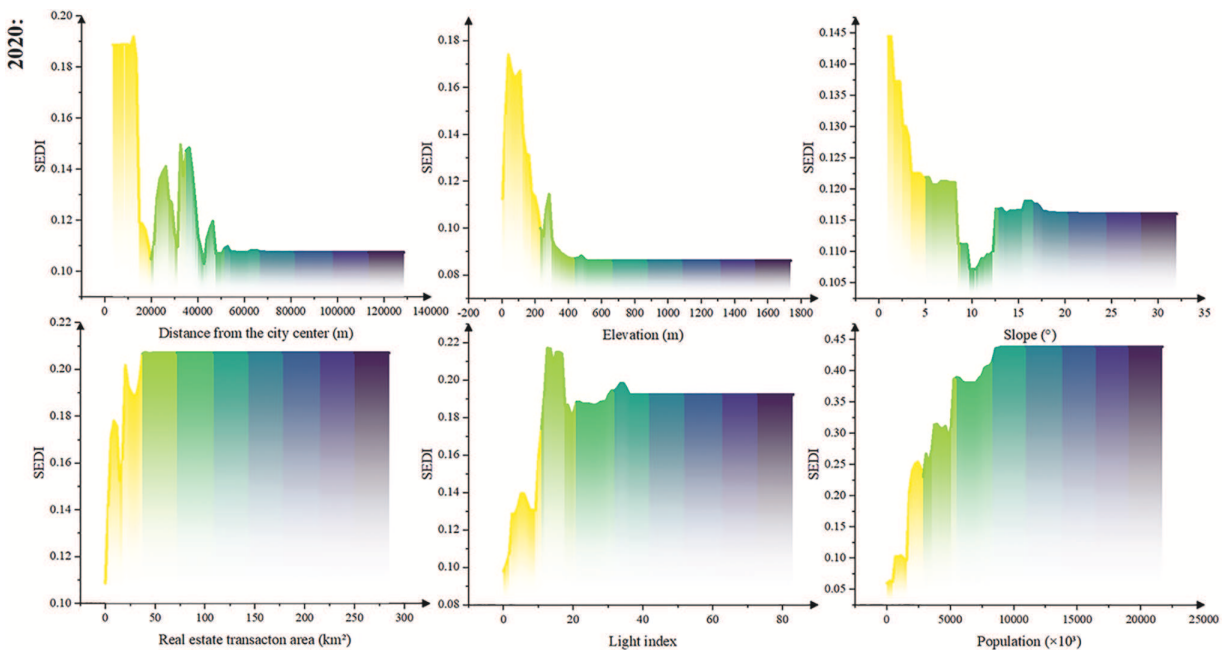 2020:
SEDI
0.20
0.18
0.16
0.14
0.12
0.10
0 20000 40000 60000 80000 100000 120000 140000
Distance from the city center (m)
SEDI
0.18
0.16
0.14
0.12
0.10
0.08
-200 0 200 400 600 800 1000 1200 1400 1600 1800
Elevation (m)
SEDI
0.145
0.140
0.135
0.130
0.125
0.120
0.115
0.110
0.105
0 5 10 15 20 25 30 35
Slope (°)
SEDI
0.22
0.20
0.18
0.16
0.14
0.12
0.10
0 50 100 150 200 250 300
Real estate transacton area (km²)
SEDI
0.22
0.20
0.18
0.16
0.14
0.12
0.10
0.08
0 20 40 60 80
Light index
SEDI
0.45
0.40
0.35
0.30
0.25
0.20
0.15
0.10
0.05
0 5000 10000 15000 20000 25000
Population (×10³)